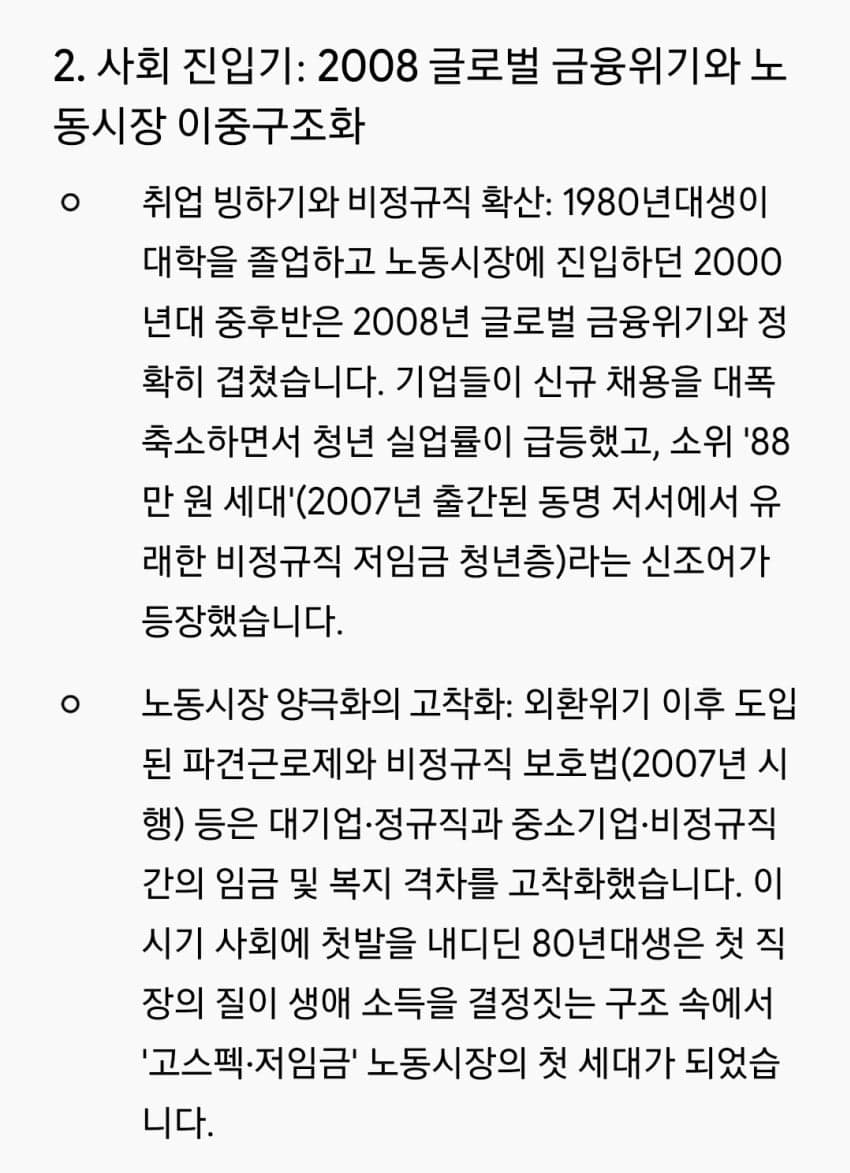 2. 사회 진입기: 2008 글로벌 금융위기와 노
동시장 이중구조화
○ 취업 빙하기와 비정규직 확산: 1980년대생이
대학을 졸업하고 노동시장에 진입하던 2000
년대 중후반은 2008년 글로벌 금융위기와 정
확히 겹쳤습니다. 기업들이 신규 채용을 대폭
축소하면서 청년 실업률이 급등했고, 소위 '88
만 원 세대'(2007년 출간된 동명 저서에서 유
래한 비정규직 저임금 청년층)라는 신조어가
등장했습니다.
○ 노동시장 양극화의 고착화: 외환위기 이후 도입
된 파견근로제와 비정규직 보호법(2007년 시
행) 등은 대기업·정규직과 중소기업·비정규직
간의 임금 및 복지 격차를 고착화했습니다. 이
시기 사회에 첫발을 내디딘 80년대생은 첫 직
장의 질이 생애 소득을 결정짓는 구조 속에서
'고스펙·저임금' 노동시장의 첫 세대가 되었습
니다.